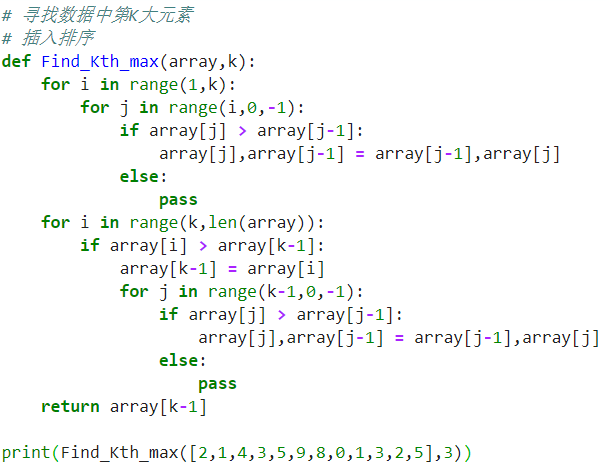 # 寻找数据中第K大元素
# 插入排序
def Find_Kth_max(array,k):
    for i in range(1,k):
        for j in range(i,0,-1):
            if array[j] > array[j-1]:
                array[j],array[j-1] = array[j-1],array[j]
            else:
                pass
    for i in range(k,len(array)):
        if array[i] > array[k-1]:
            array[k-1] = array[i]
            for j in range(k-1,0,-1):
                if array[j] > array[j-1]:
                    array[j],array[j-1] = array[j-1],array[j]
                else:
                    pass
    return array[k-1]
print(Find_Kth_max([2,1,4,3,5,9,8,0,1,3,2,5],3))